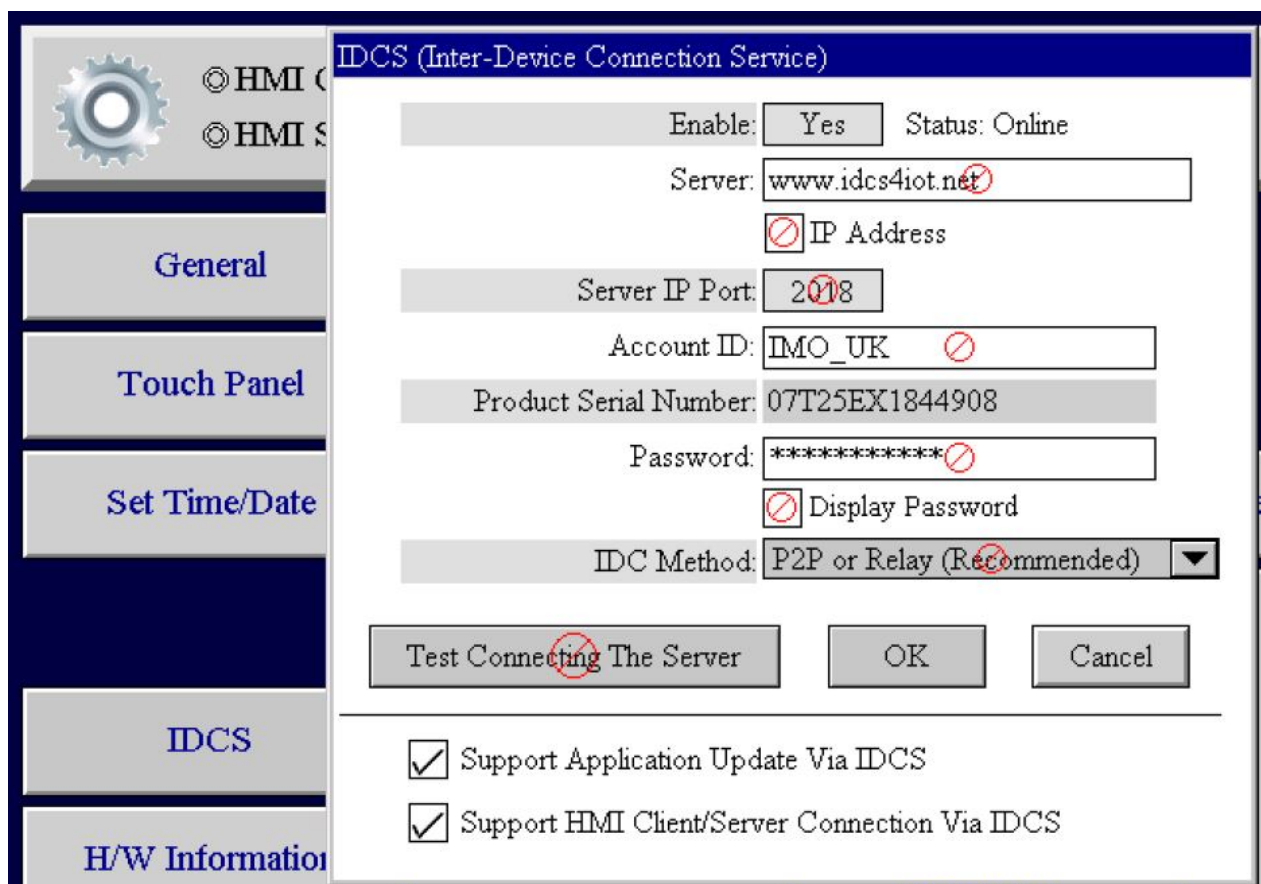 IDCS (Inter-Device Connection Service)
◎ HMI
◎ HMI S
Enable: Yes Status: Online
Server: www.idcs4iot.net
IP Address
General
Server IP Port: 2018
Account ID: IMO_UK
Touch Panel
Product Serial Number: 07T25EX1844908
Password: ***********
Set Time/Date
Display Password
IDC Method: P2P or Relay (Recommended)
Test Connecting The Server OK Cancel
IDCS
Support Application Update Via IDCS
Support HMI Client/Server Connection Via IDCS
H/W Information